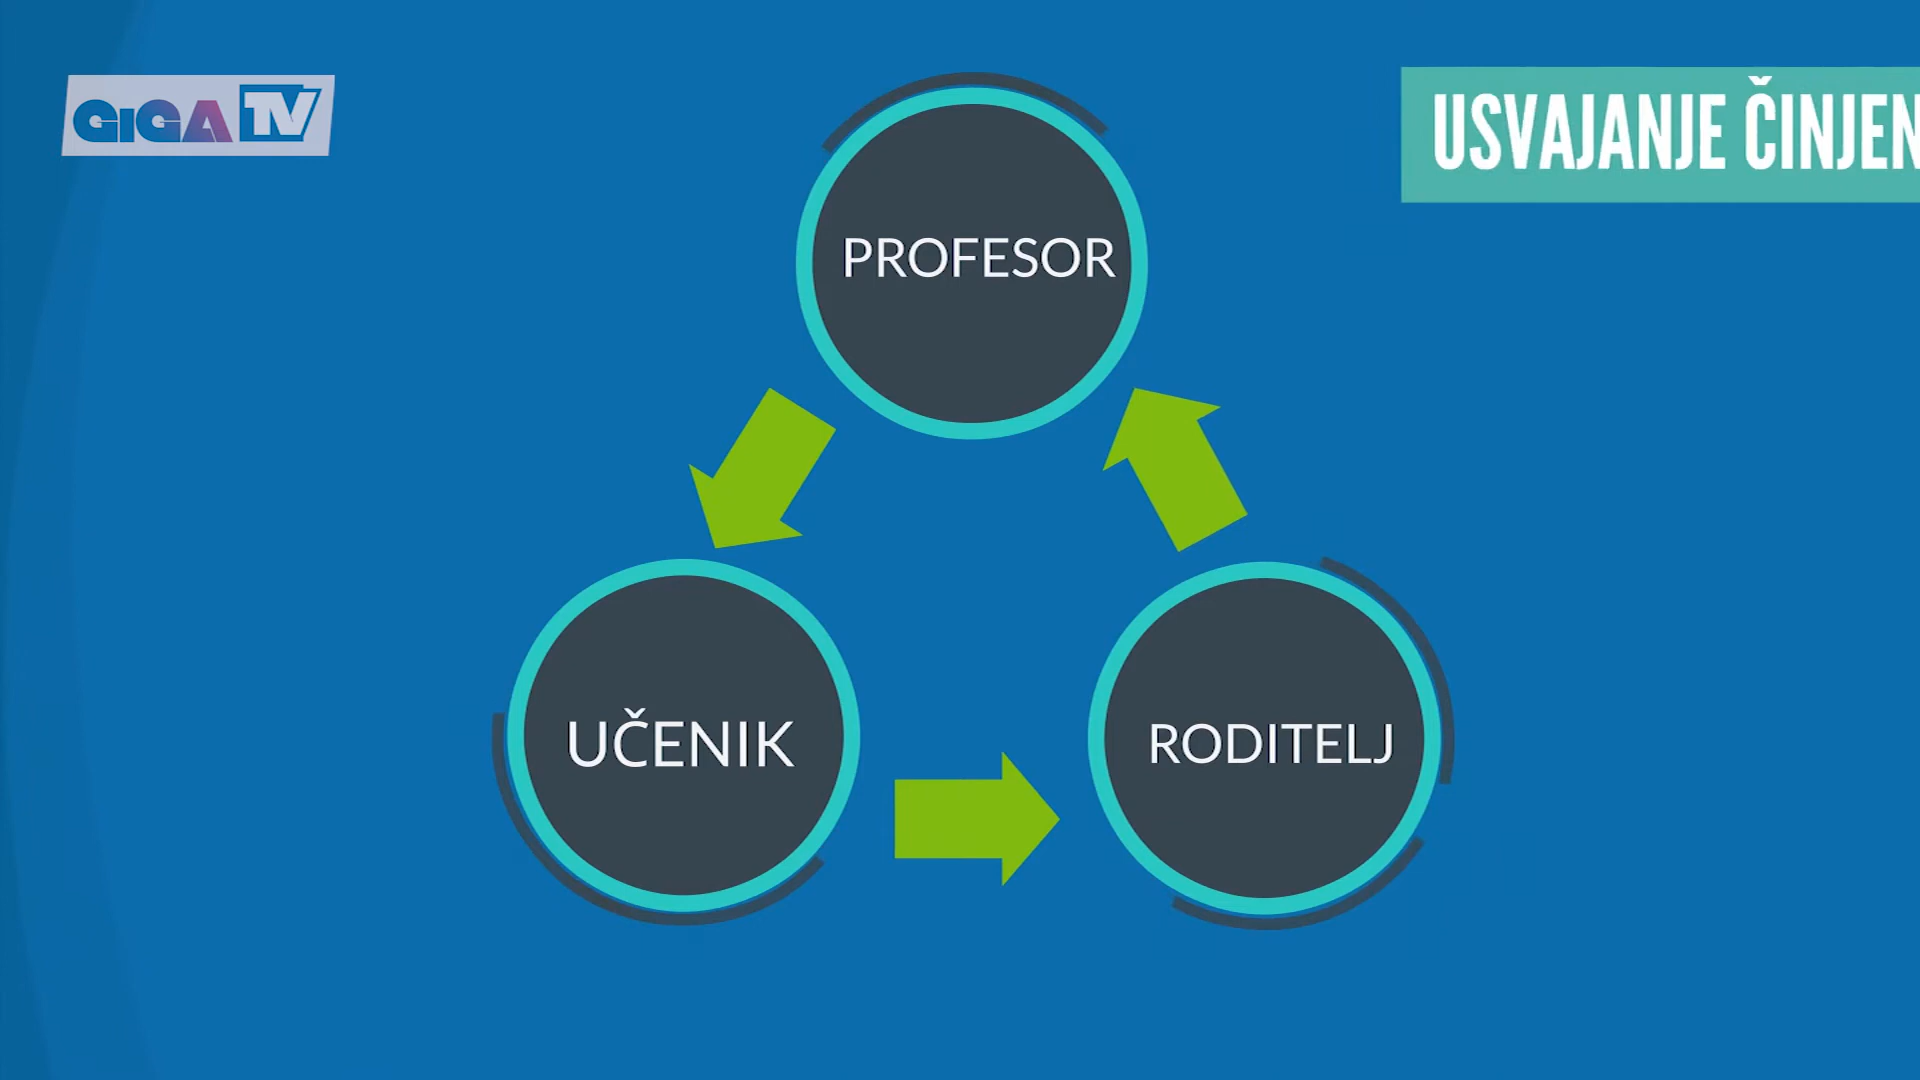 GIGA TV
USVAJANJE ČINJEN
PROFESOR
UČENIK
RODITELJ